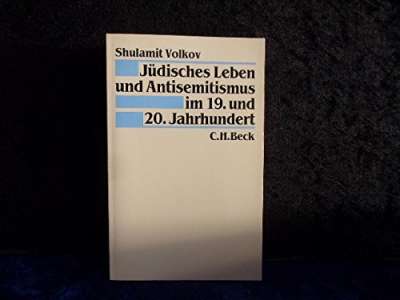 Shulamit Volkov
Jüdisches Leben
und Antisemitismus
im 19. und
20. Jahrhundert
C.H.Beck